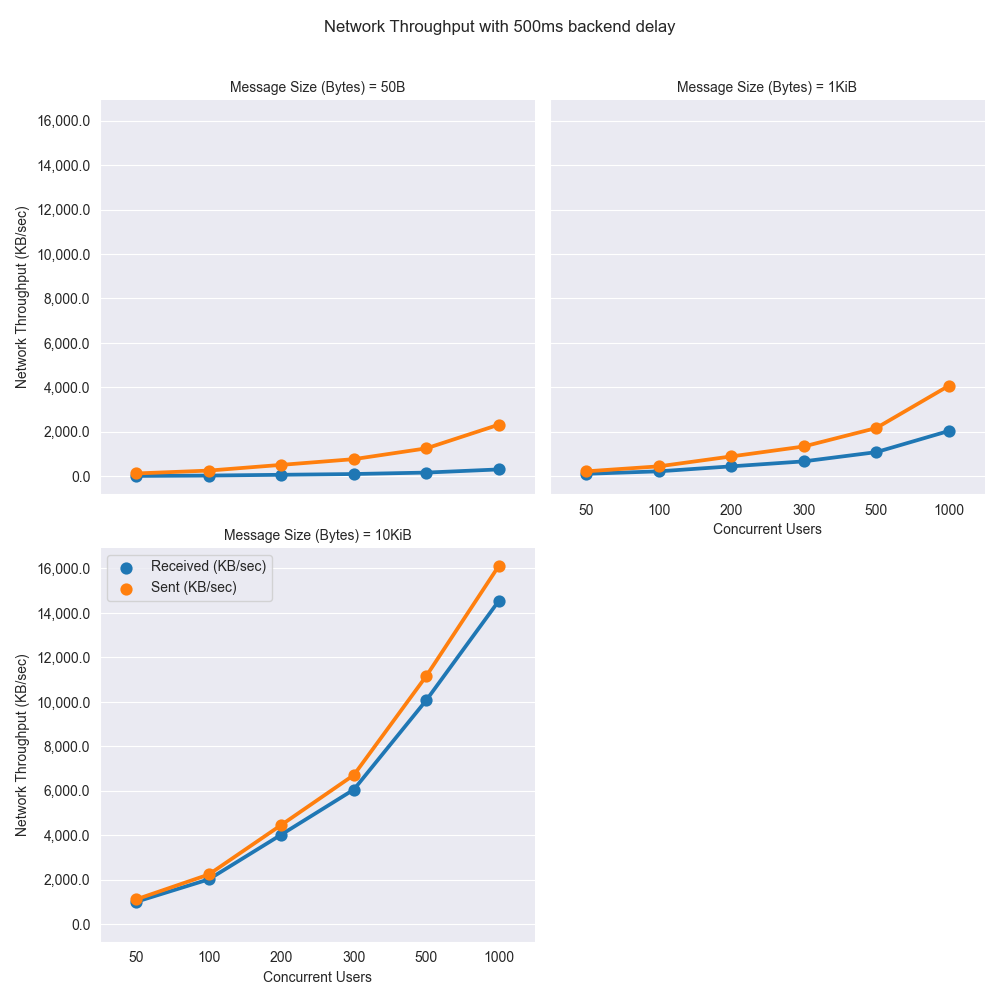 Network Throughput with 500ms backend delay
Message Size (Bytes) = 50B
16,000.0
14,000.0
12,000.0
10,000.0
8,000.0
6,000.0
4,000.0
2,000.0
0.0
Network Throughput (KB/sec)
Message Size (Bytes) = 1KiB
50 100 200 300 500 1000
Concurrent Users
Message Size (Bytes) = 10KiB
Received (KB/sec)
Sent (KB/sec)
16,000.0
14,000.0
12,000.0
10,000.0
8,000.0
6,000.0
4,000.0
2,000.0
0.0
Network Throughput (KB/sec)
50 100 200 300 500 1000
Concurrent Users